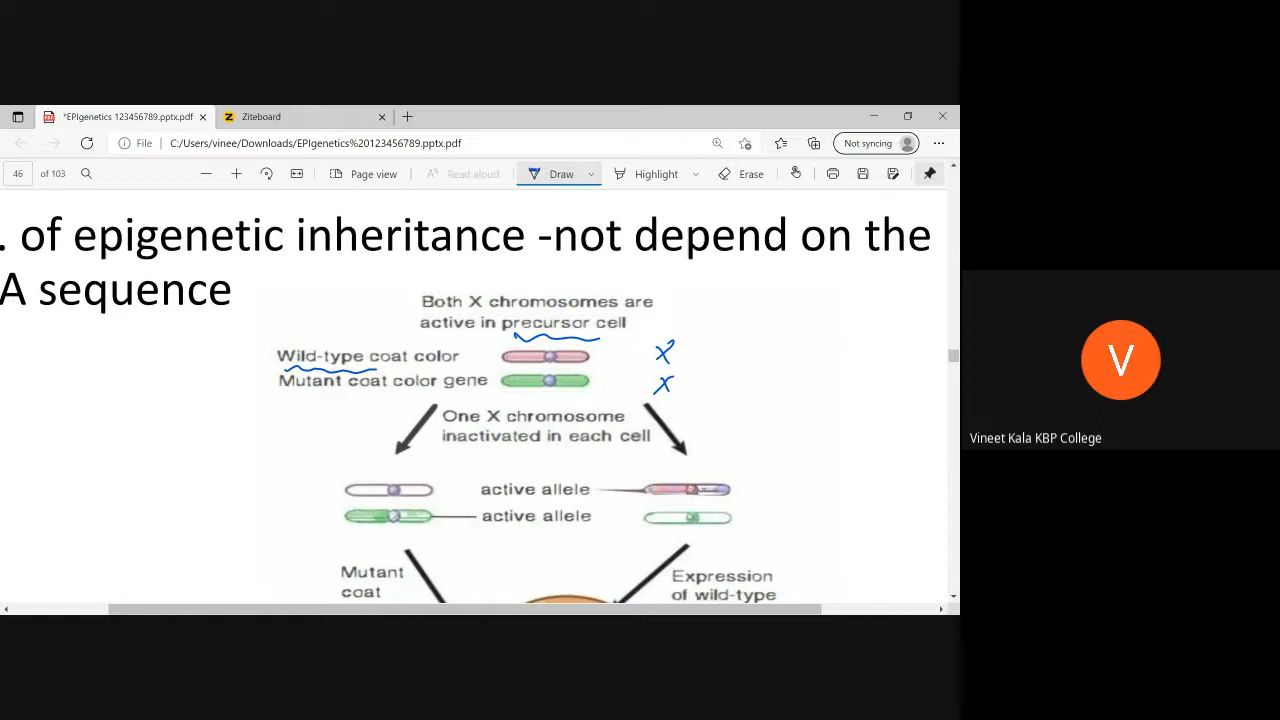 *EPIgenetics 123456789.pptx.pdf
Ziteboard
File
C:/Users/vinee/Downloads/EPIgenetics%20123456789.pptx.pdf
Not syncing
46 of 103
Page view
Read aloud
Draw
Highlight
Erase
. of epigenetic inheritance -not depend on the
A sequence
Both X chromosomes are
active in precursor cell
Wild-type coat color
X
Mutant coat color gene
X
One X chromosome
inactivated in each cell
active allele
active allele
Mutant
coat
Expression
of wild-type
V
Vineet Kala KBP College